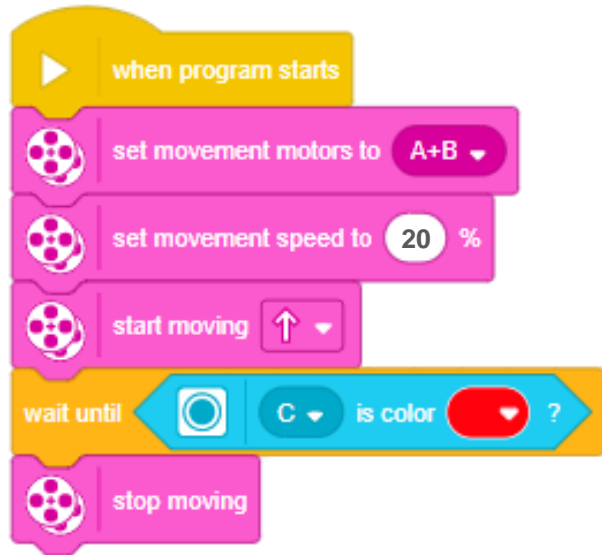 when program starts
set movement motors to A+B
set movement speed to 20 %
start moving
wait until C is color ?
stop moving